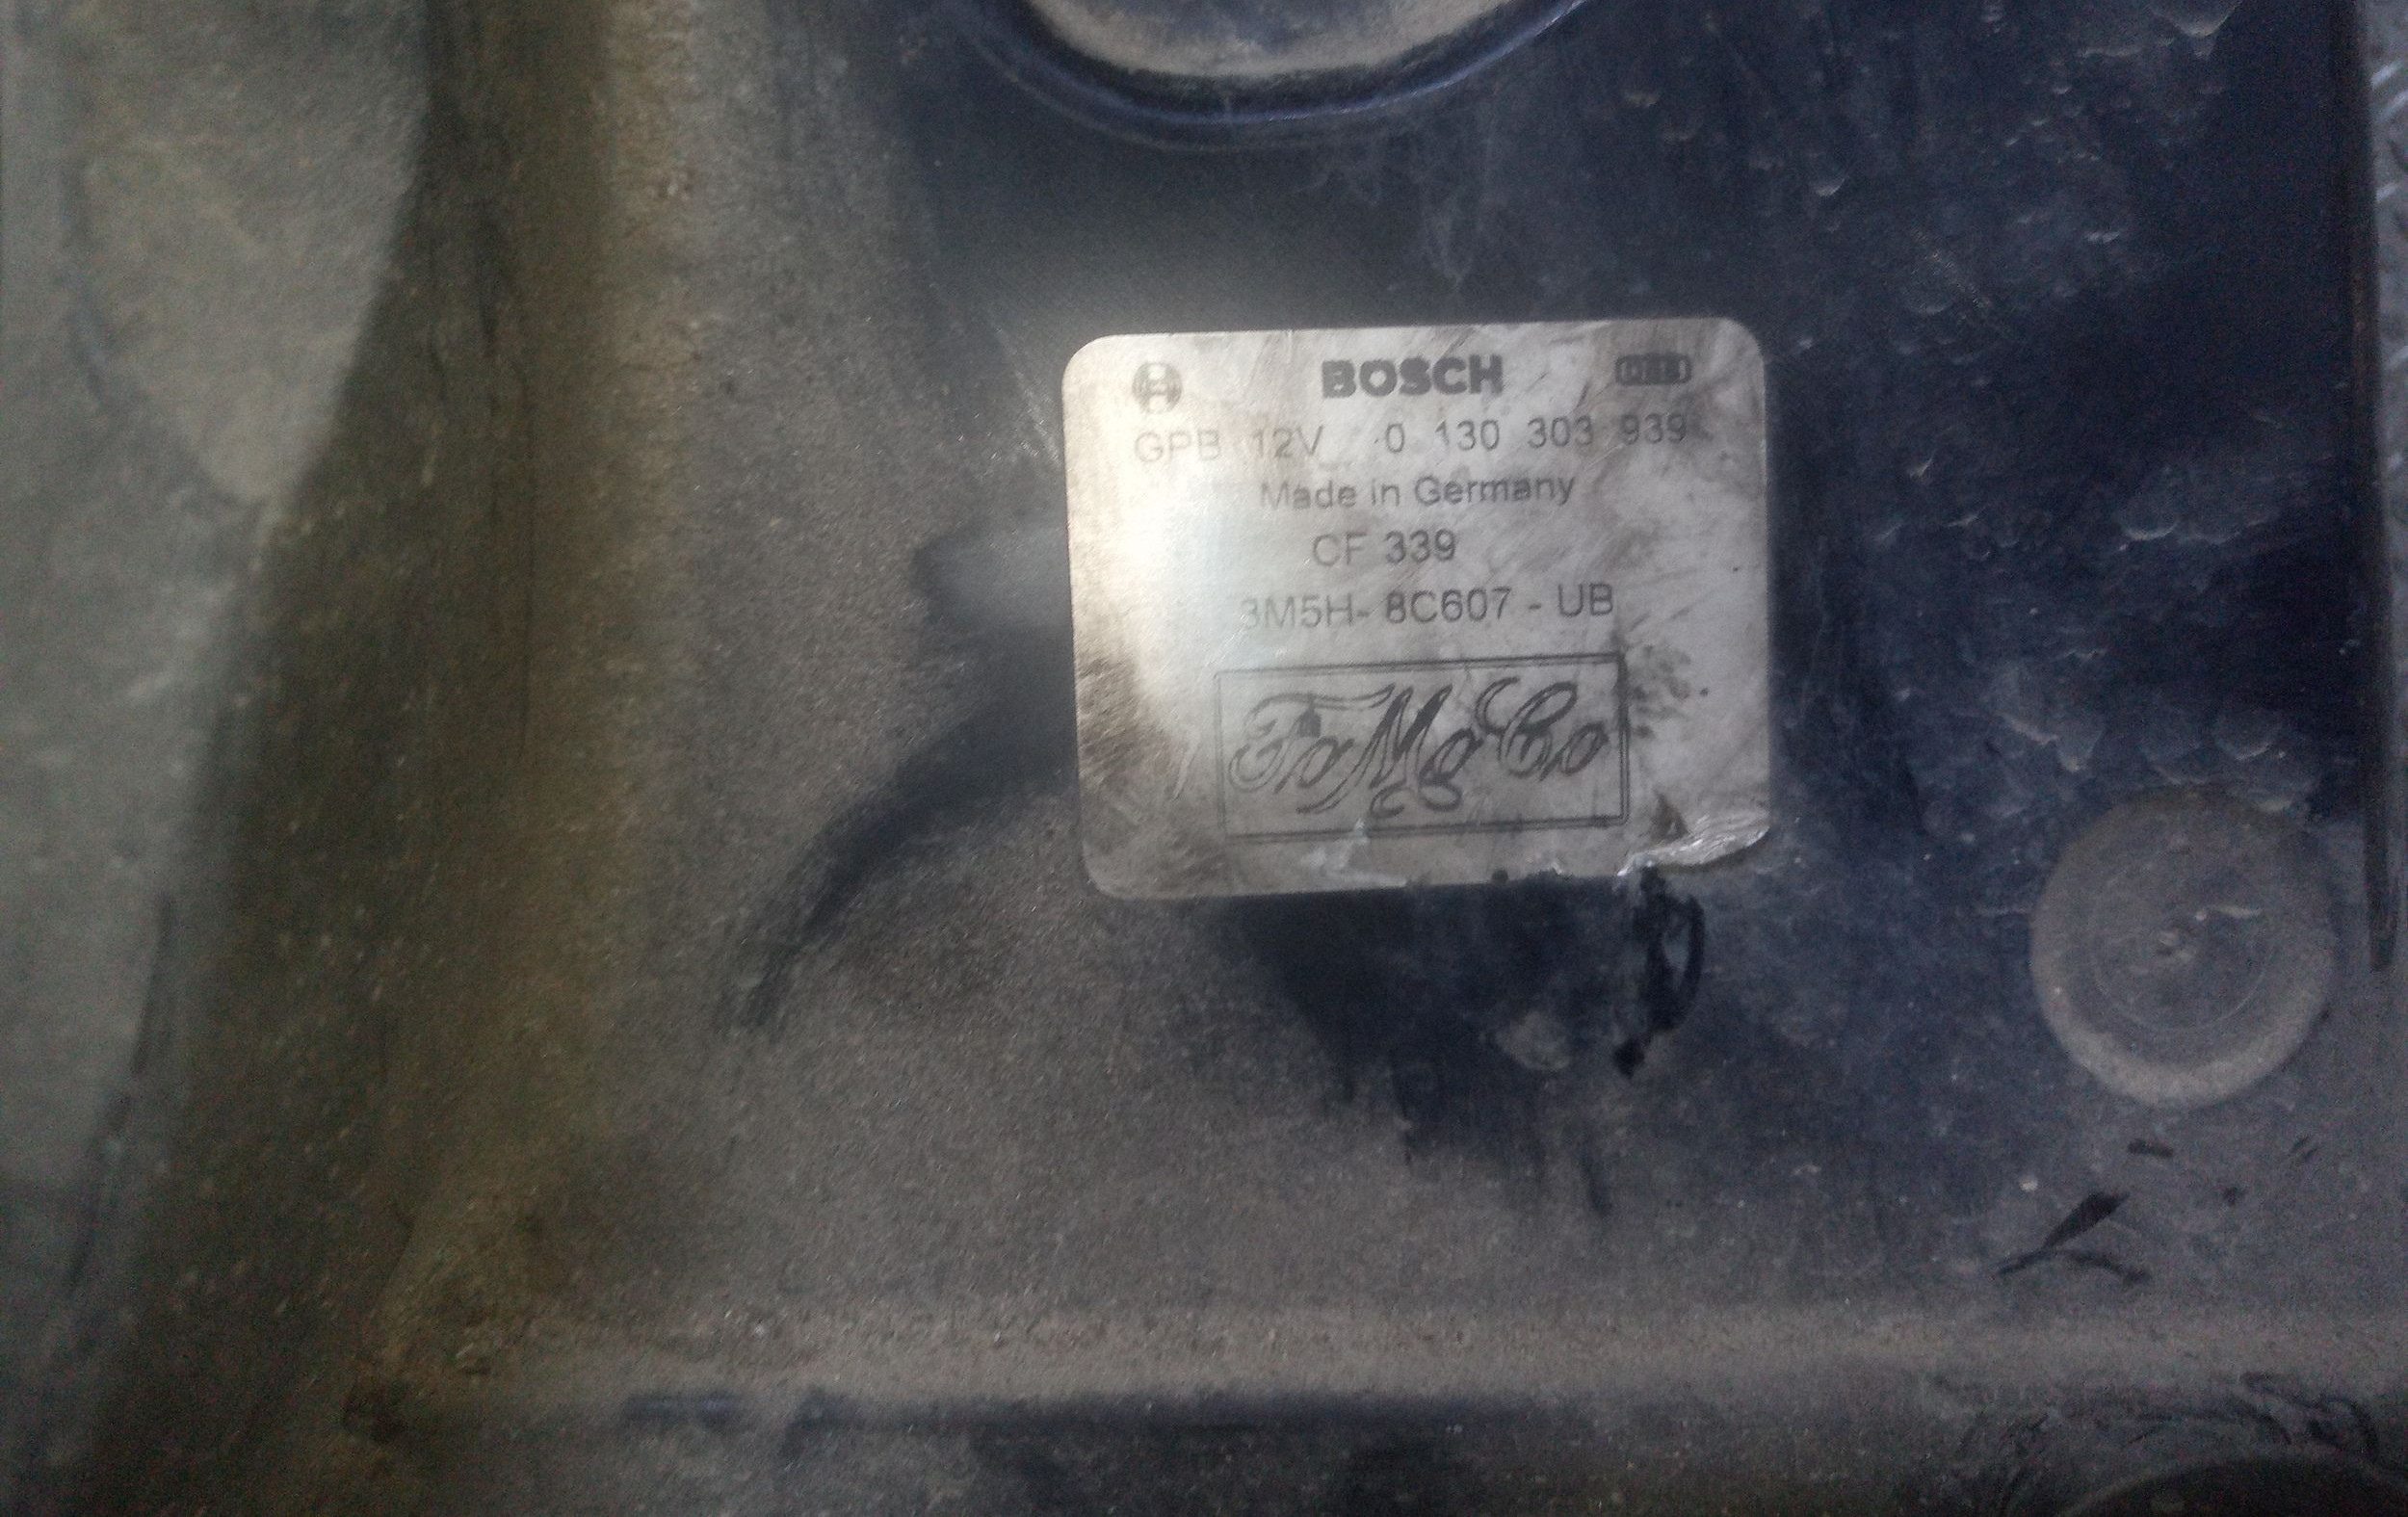 BOSCH
GPB 12V 0 130 303 939
Made in Germany
CF 339
3M5H- 8C607 - UB
FoMoCo